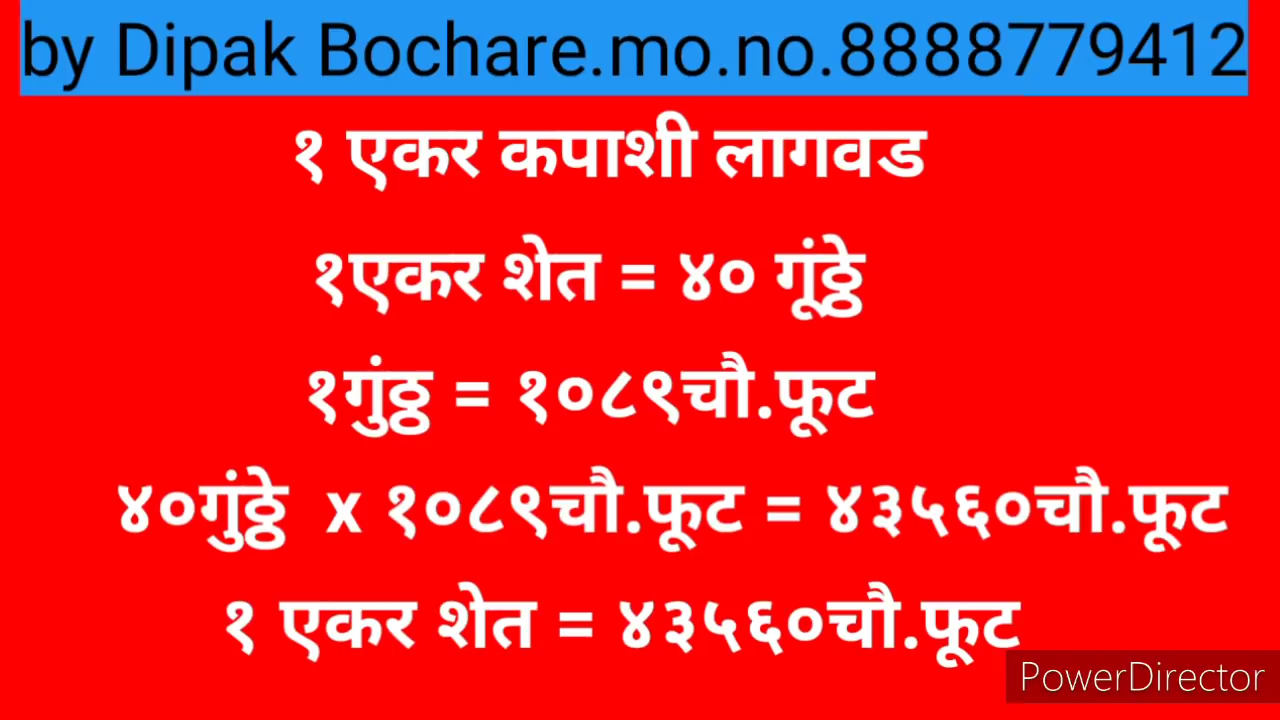 by Dipak Bochare.mo.no.8888779412
१ एकर कपाशी लागवड
१एकर शेत = ४० गूंठ्ठे
१गुंठ्ठ = १०८९चौ.फूट
४०गुंठ्ठे x १०८९चौ.फूट = ४३५६०चौ.फूट
१ एकर शेत = ४३५६०चौ.फूट
PowerDirector